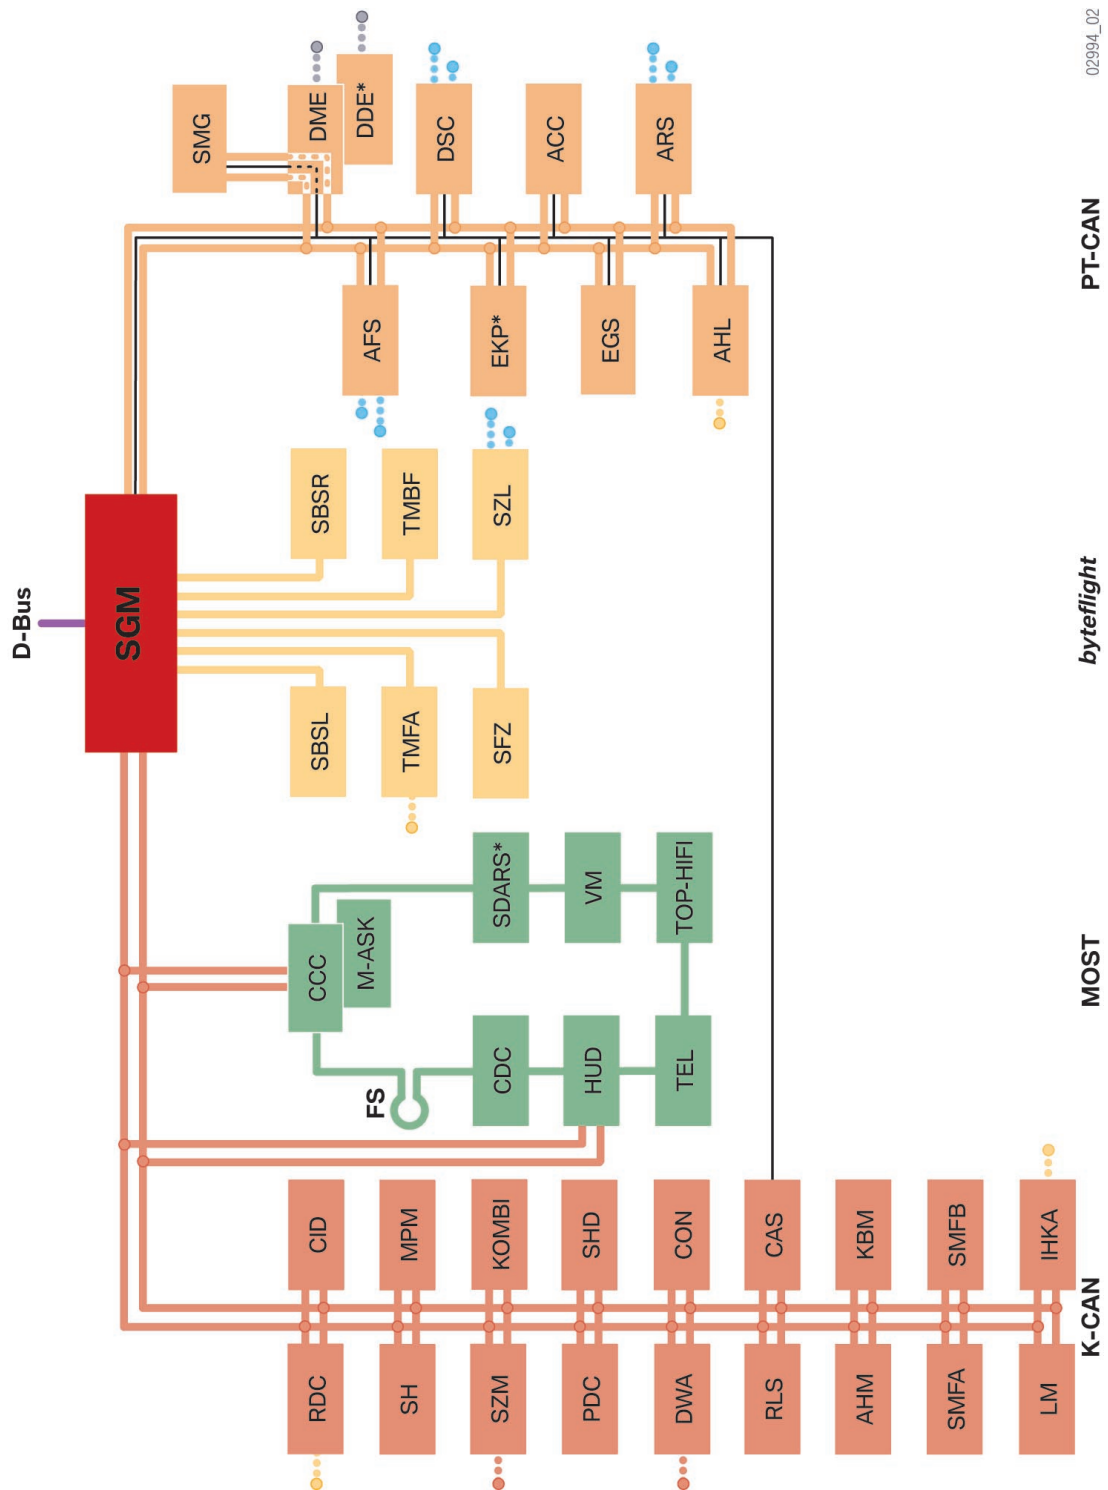 D-Bus
SGM
CID
RDC
MPM
SH
KOMBI
SZM
SHD
PDC
CON
DWA
CAS
RLS
KBM
AHM
SMFB
SMFA
IHKA
LM
K-CAN
CCC
M-ASK
FS
CDC
SDARS*
HUD
VM
TEL
TOP-HIFI
MOST
SBSL
SBSR
TMFA
TMBF
SFZ
SZL
byteflight
SMG
DME
DDE*
DSC
ACC
ARS
AFS
EKP*
EGS
AHL
PT-CAN
02994_02